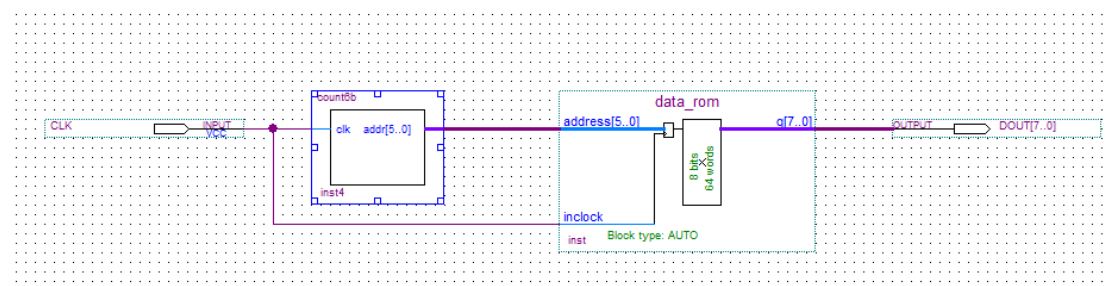 CLK
INPUT
VCC
count6b
clk addr[5..0]
inst4
data_rom
address[5..0]
q[7..0]
8 bits
64 words
inclock
inst
Block type: AUTO
OUTPUT
DOUT[7..0]